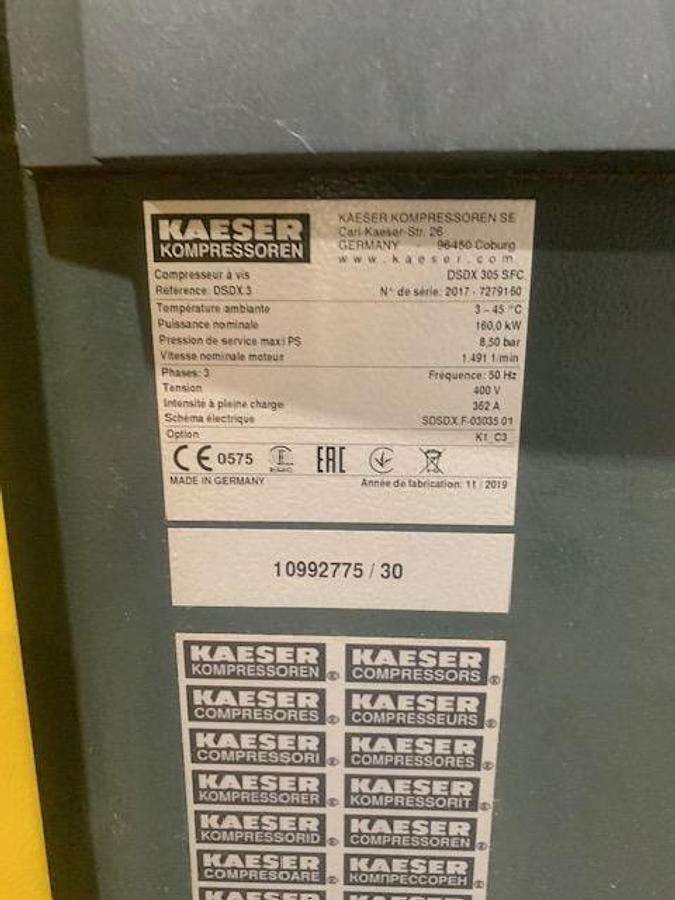 KAESER
KOMPRESSOREN
KAESER KOMPRESSOREN SE
Carl-Kaeser-Str. 26
GERMANY - 96450 Coburg
www.kaeser.com
Compresseur à vis DSDX 305 SFC
Référence: DSDX.3 N° de série: 2017 - 7279160
Température ambiante 3 - 45 °C
Puissance nominale 160,0 kW
Pression de service maxi PS 8,50 bar
Vitesse nominale moteur 1.491 1/min
Phases: 3 Fréquence: 50 Hz
Tension 400 V
Intensité à pleine charge 362 A
Schéma électrique SDSDX.F-03035 01
Option K1_C3
CE 0575 EAC
MADE IN GERMANY Année de fabrication: 11 / 2019
10992775 / 30
KAESER KOMPRESSOREN ® KAESER COMPRESSORS ®
KAESER COMPRESORES ® KAESER COMPRESSEURS ®
KAESER COMPRESSORI ® KAESER COMPRESSORES ®
KAESER KOMPRESSORER ® KAESER KOMPRESSORIT ®
KAESER KOMPRESSORID ® KAESER COMPRESSOREN ®
KAESER COMPRESOARE ® KAESER КОМПРЕССОРЕН ®
KAESER KAESER